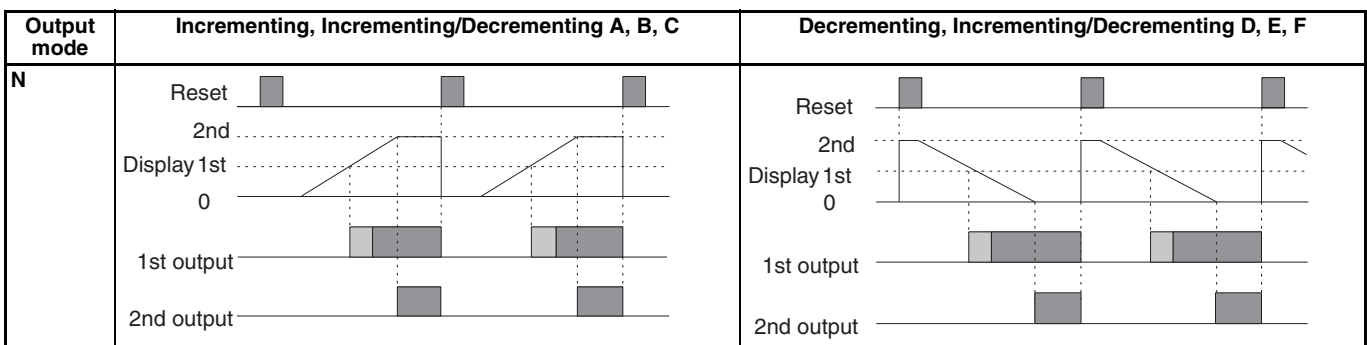 Output mode
Incrementing, Incrementing/Decrementing A, B, C
Decrementing, Incrementing/Decrementing D, E, F
N
Reset
2nd
Display 1st
0
1st output
2nd output
Reset
2nd
Display 1st
0
1st output
2nd output